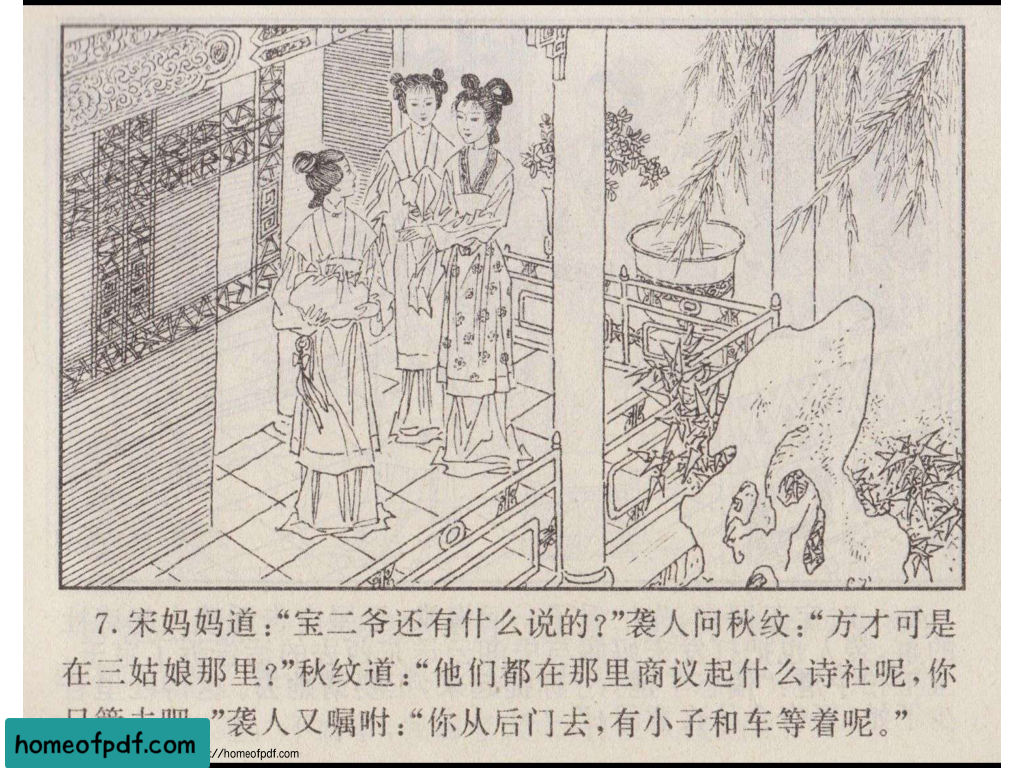 7. 宋妈妈道：“宝二爷还有什么说的？”袭人问秋纹：“方才可是
在三姑娘那里？”秋纹道：“他们都在那里商议起什么诗社呢，你
”袭人又嘱咐：“你从后门去，有小子和车等着呢。”
homeofpdf.com
://homeofpdf.com